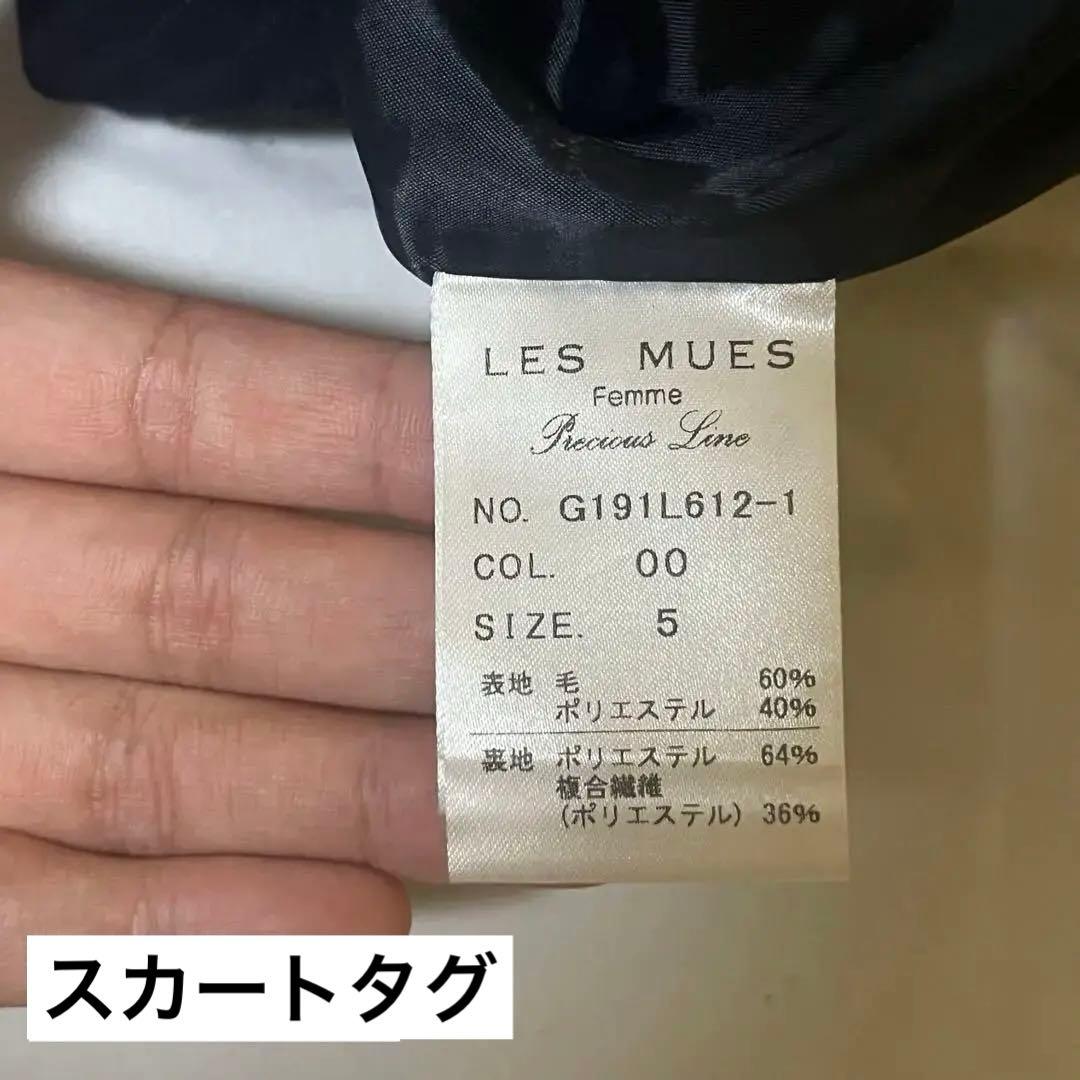 LES MUES
Femme
Precious Line
NO. G191L612-1
COL. 00
SIZE. 5
表地 毛 60%
ポリエステル 40%
裏地 ポリエステル 64%
複合繊維
(ポリエステル) 36%
スカートタグ